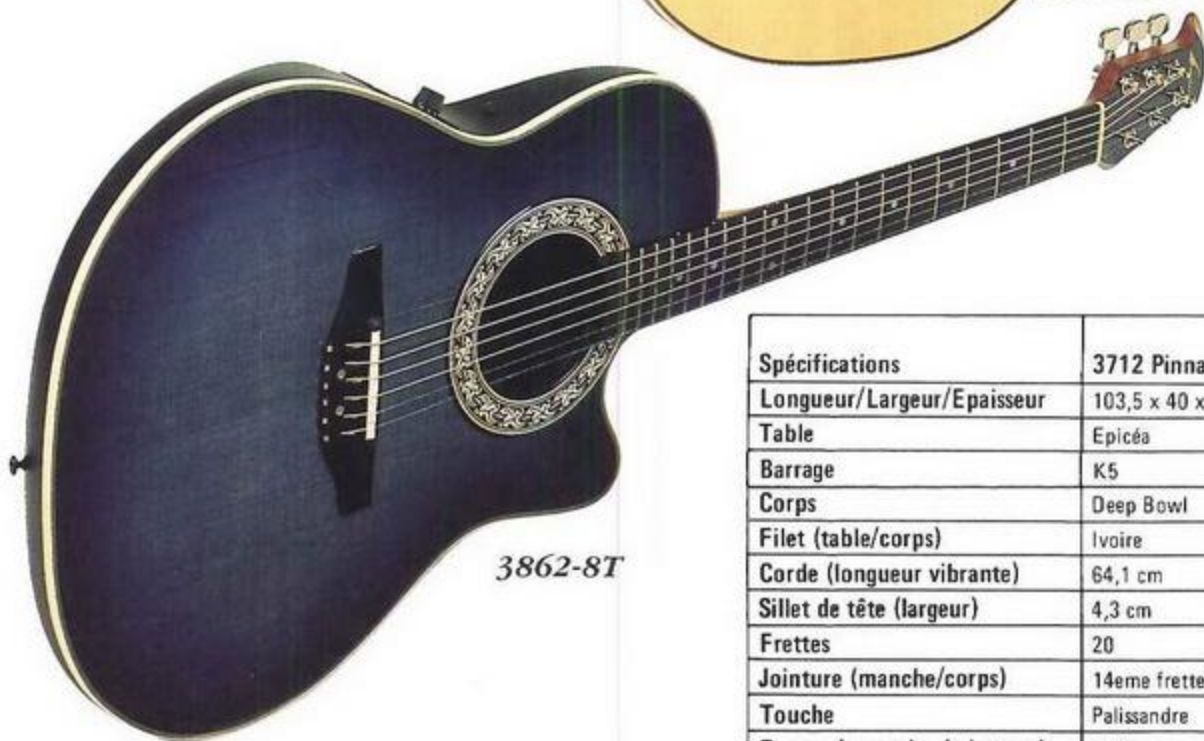 3862-8T
Spécifications 3712 Pinna
Longueur/Largeur/Epaisseur 103,5 x 40 x
Table Epicéa
Barrage K5
Corps Deep Bowl
Filet (table/corps) Ivoire
Corde (longueur vibrante) 64,1 cm
Sillet de tête (largeur) 4,3 cm
Frettes 20
Jointure (manche/corps) 14eme frette
Touche Palissandre